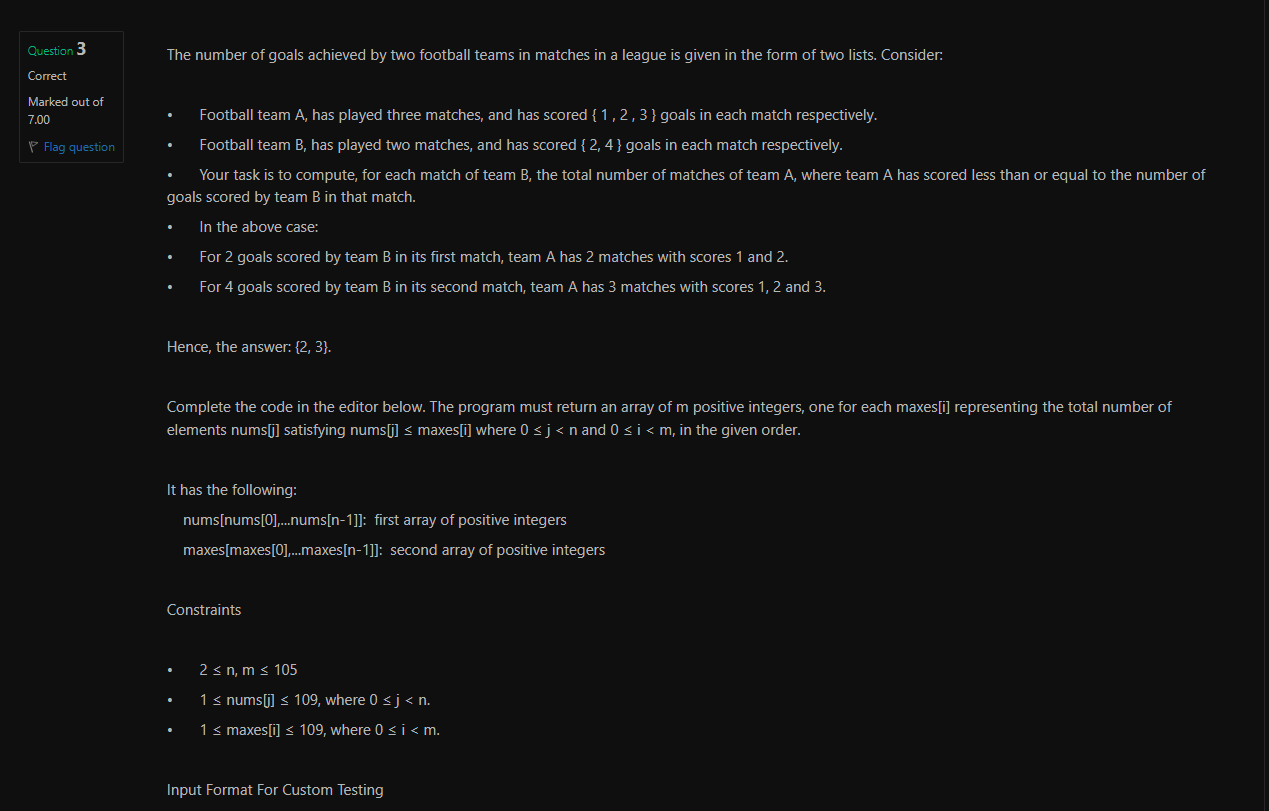 Question 3
Correct
Marked out of
7.00
Flag question
The number of goals achieved by two football teams in matches in a league is given in the form of two lists. Consider:
• Football team A, has played three matches, and has scored { 1 , 2 , 3 } goals in each match respectively.
• Football team B, has played two matches, and has scored { 2, 4 } goals in each match respectively.
• Your task is to compute, for each match of team B, the total number of matches of team A, where team A has scored less than or equal to the number of
goals scored by team B in that match.
• In the above case:
• For 2 goals scored by team B in its first match, team A has 2 matches with scores 1 and 2.
• For 4 goals scored by team B in its second match, team A has 3 matches with scores 1, 2 and 3.
Hence, the answer: {2, 3}.
Complete the code in the editor below. The program must return an array of m positive integers, one for each maxes[i] representing the total number of
elements nums[j] satisfying nums[j] ≤ maxes[i] where 0 ≤ j < n and 0 ≤ i < m, in the given order.
It has the following:
nums[nums[0],...nums[n-1]]: first array of positive integers
maxes[maxes[0],...maxes[n-1]]: second array of positive integers
Constraints
• 2 ≤ n, m ≤ 105
• 1 ≤ nums[j] ≤ 109, where 0 ≤ j < n.
• 1 ≤ maxes[i] ≤ 109, where 0 ≤ i < m.
Input Format For Custom Testing